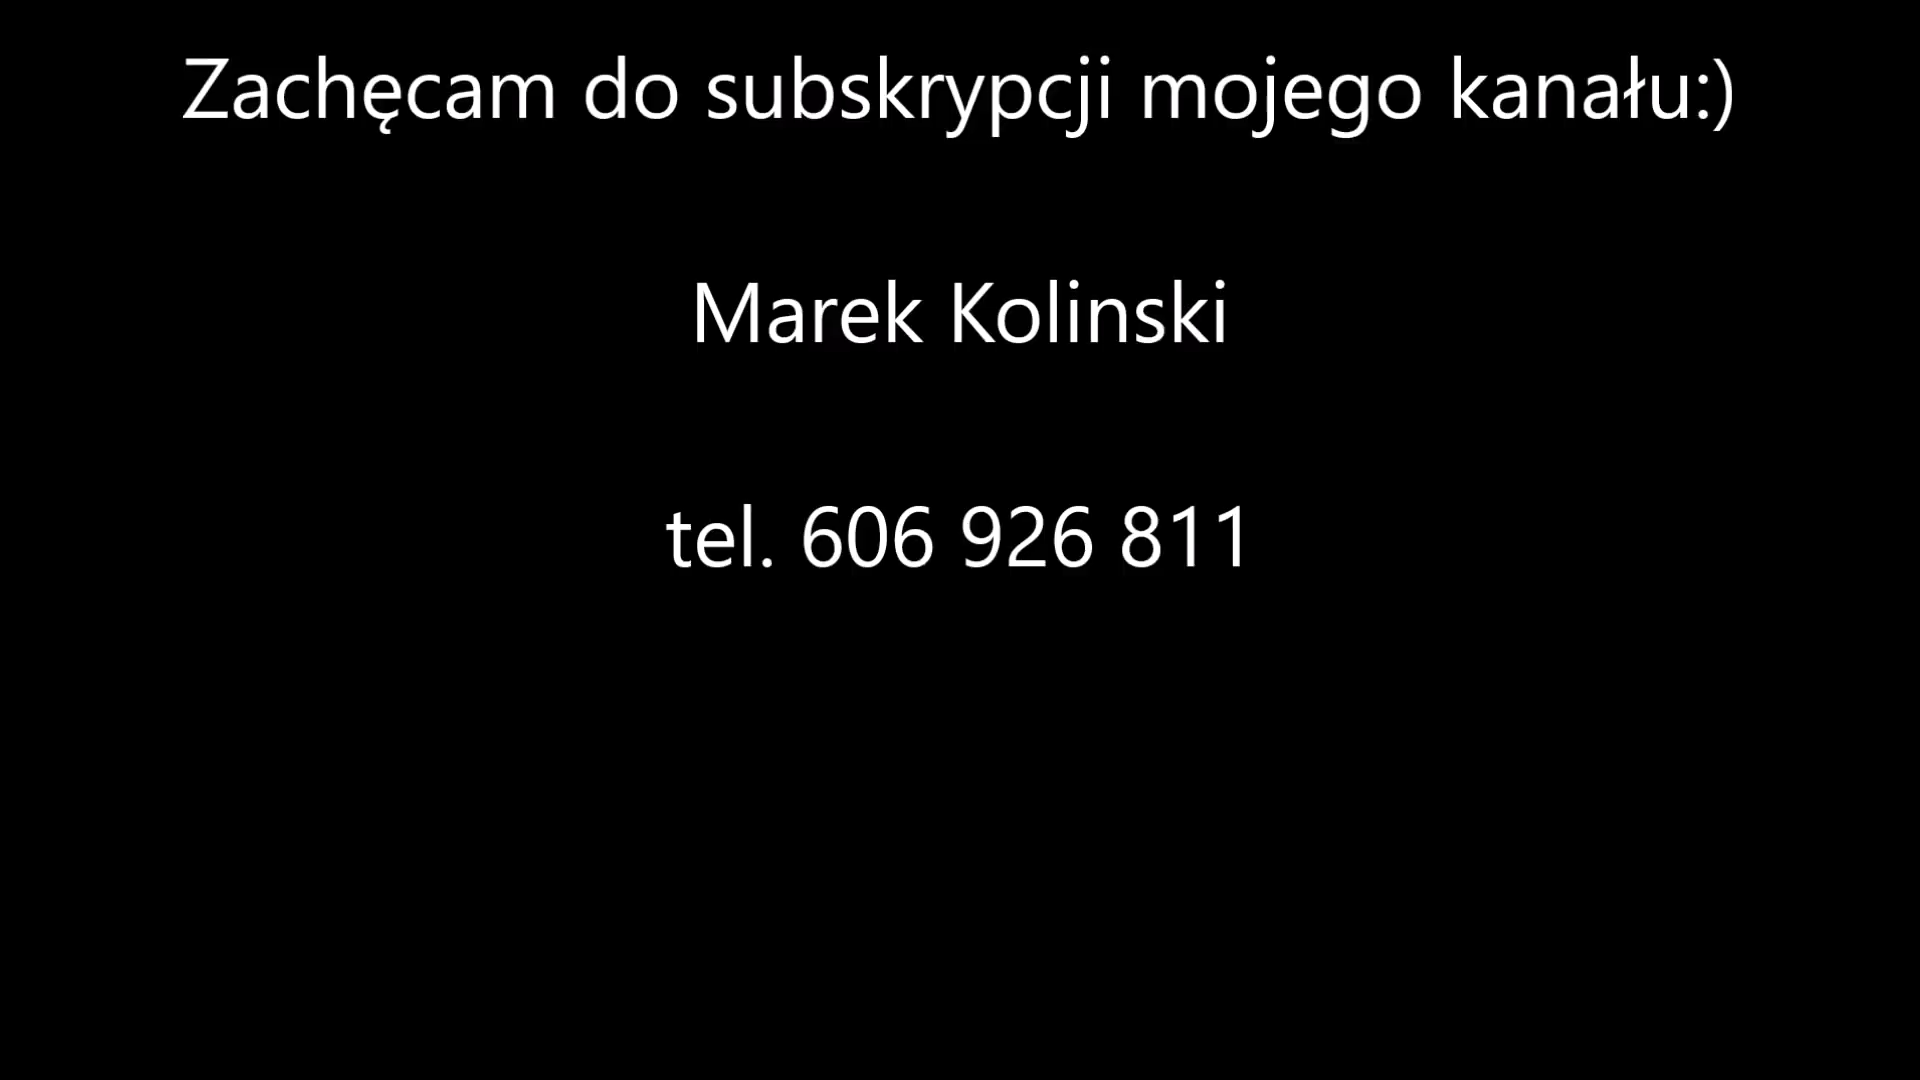 Zachęcam do subskrypcji mojego kanału:)
Marek Kolinski
tel. 606 926 811